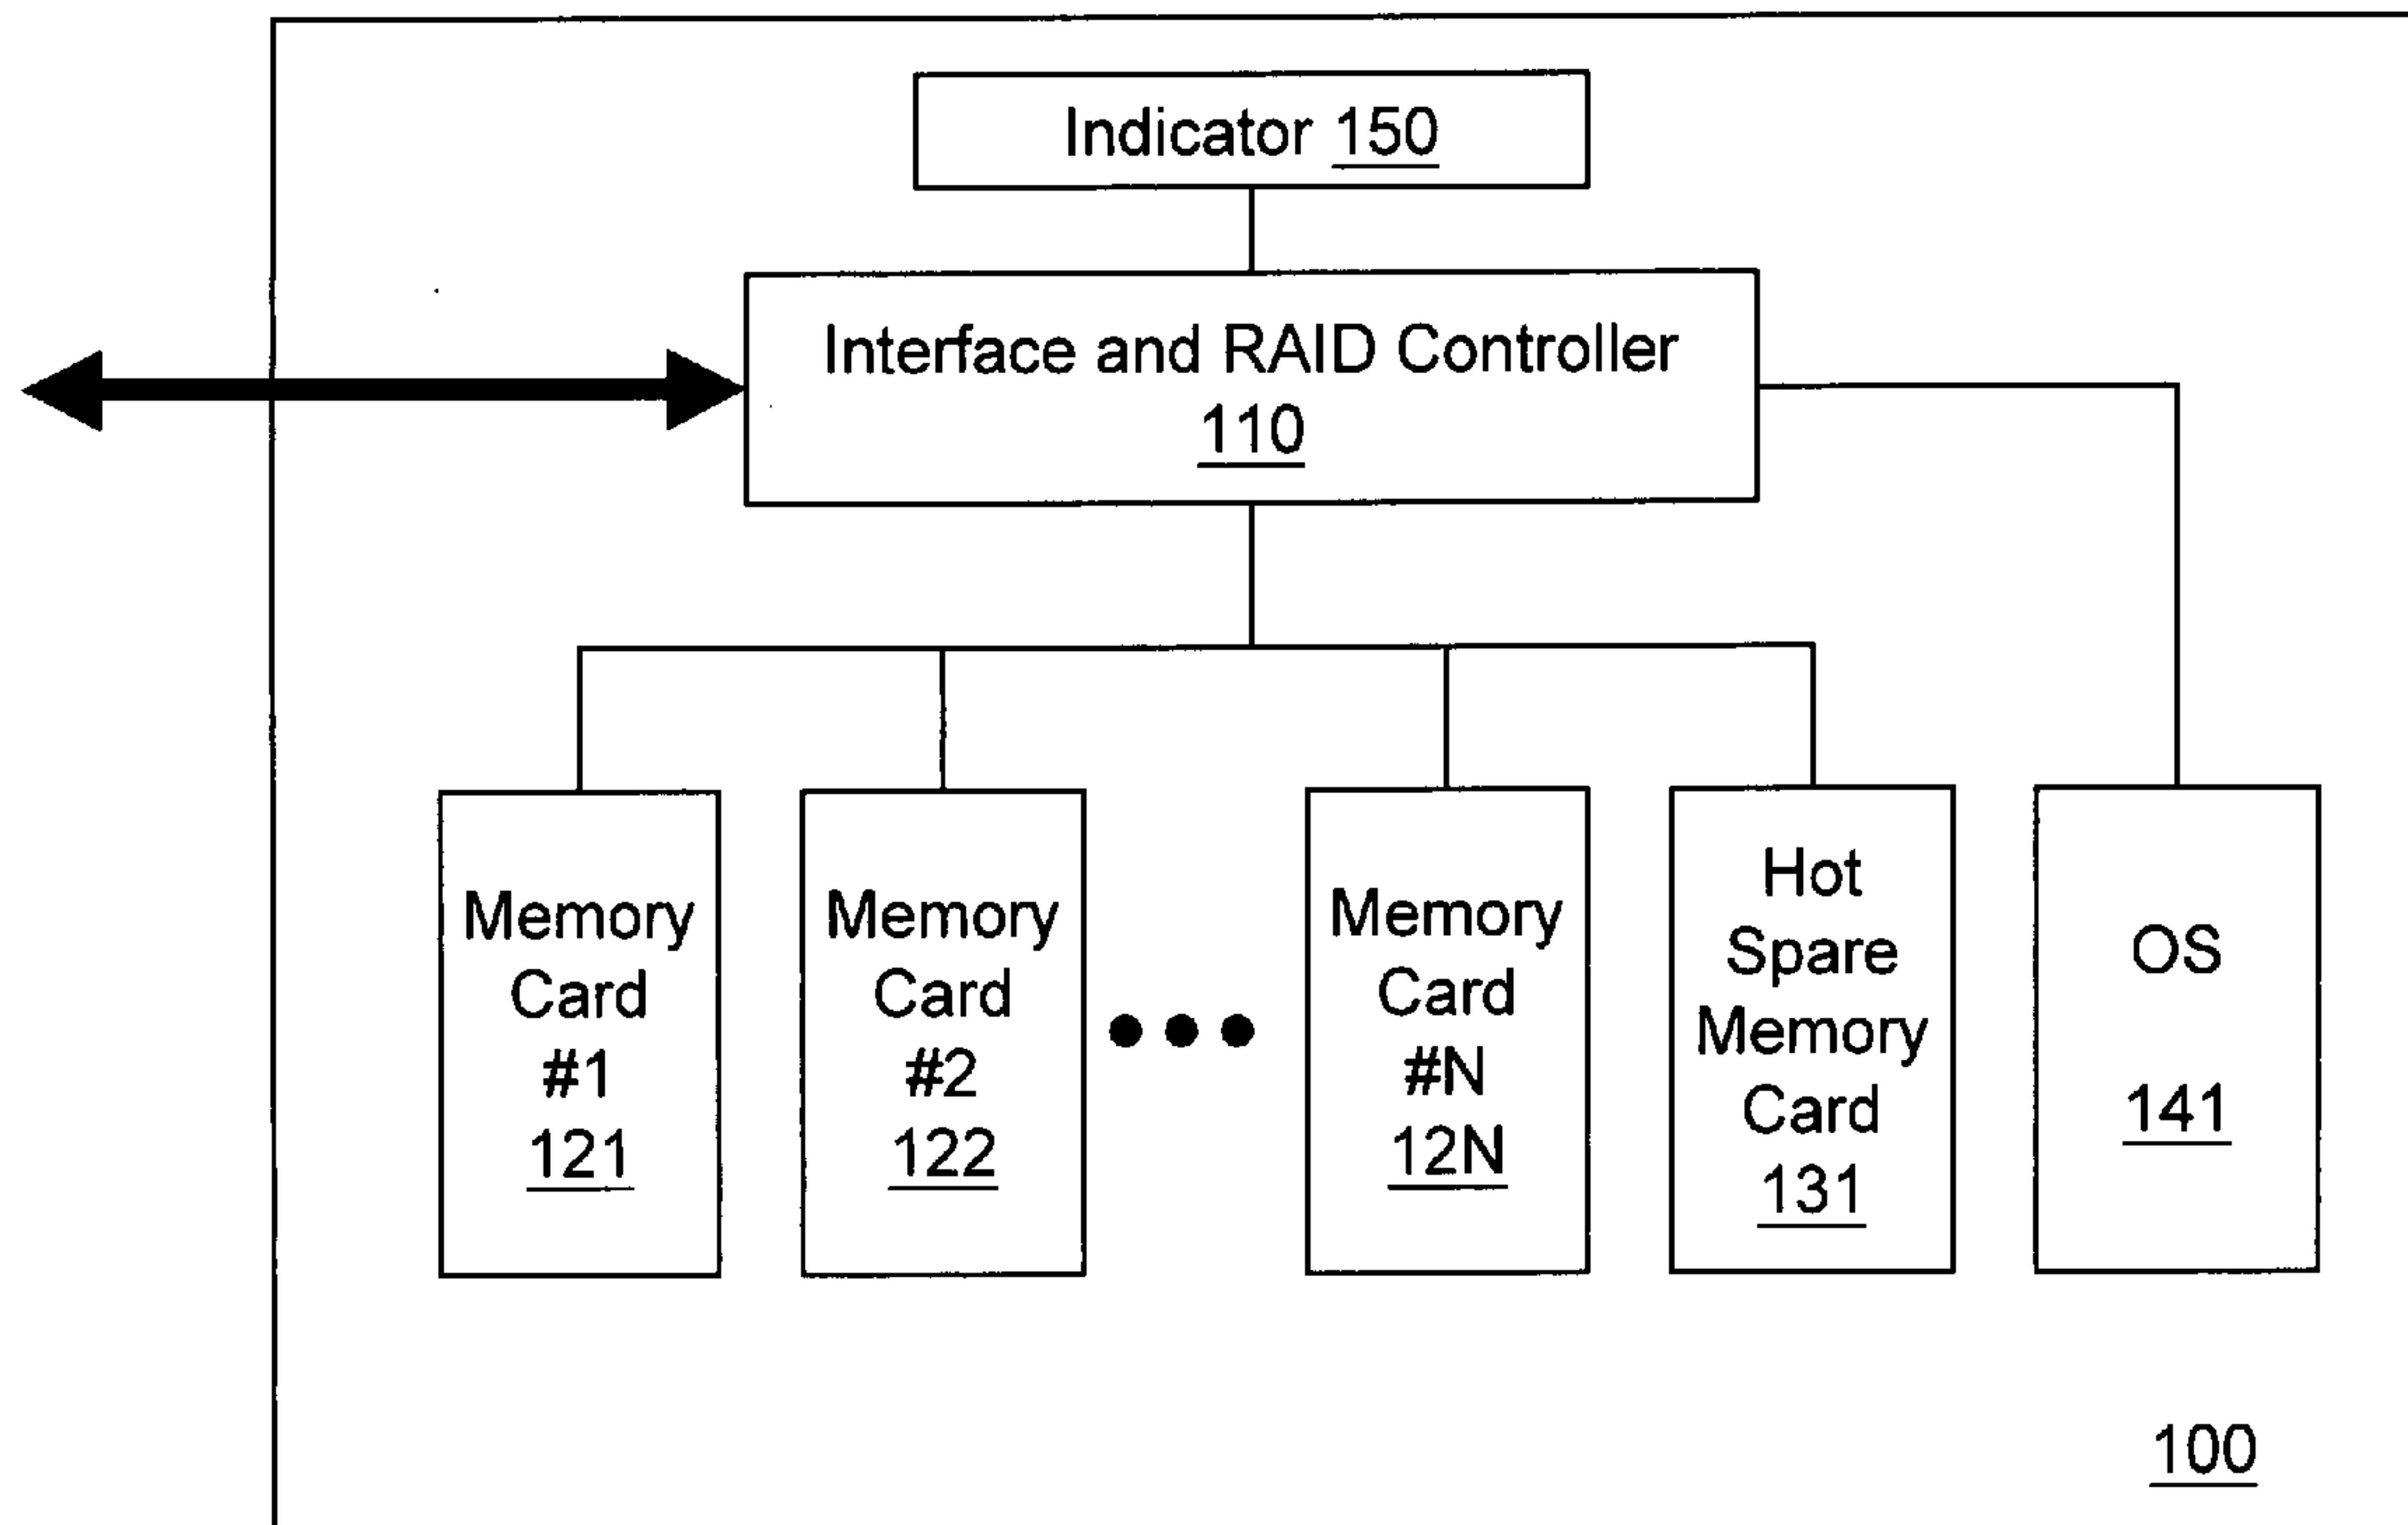 Indicator 150
Interface and RAID Controller
110
Memory
Card
#1
121
Memory
Card
#2
122
Memory
Card
#N
12N
Hot
Spare
Memory
Card
131
OS
141
100